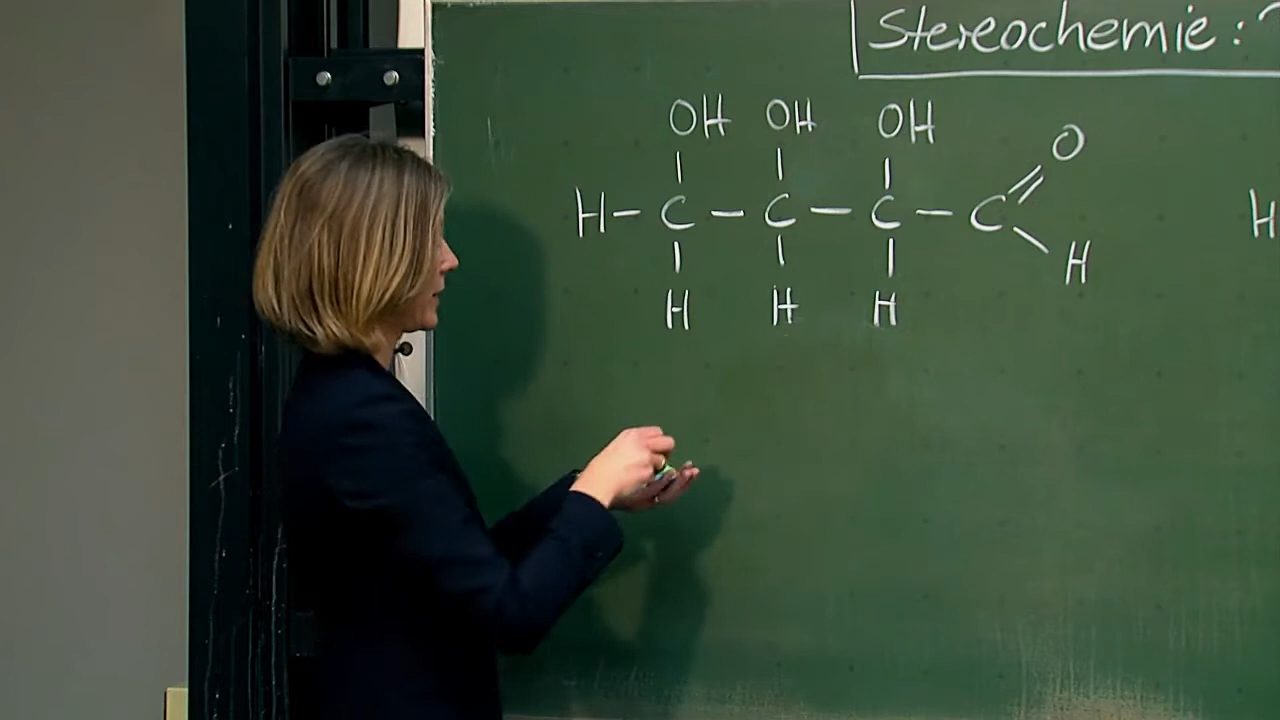 Stereochemie: ?
OH OH OH
O
H - C - C - C - C H
H
H H H